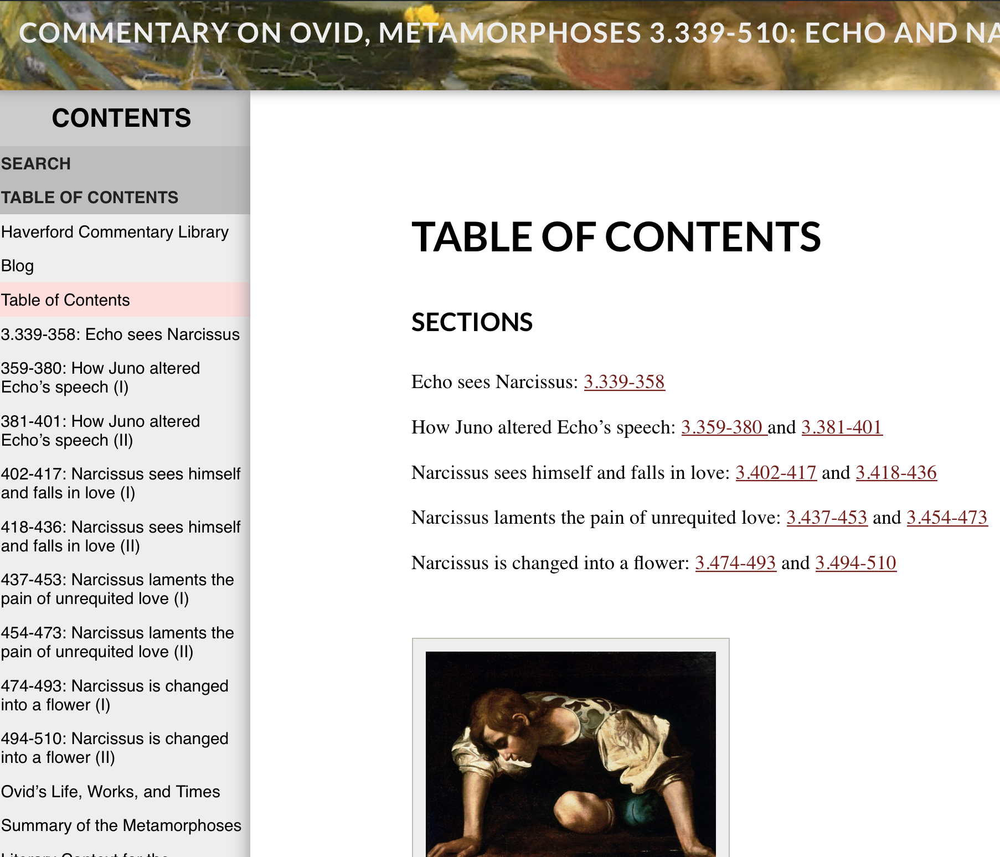 COMMENTARY ON OVID, METAMORPHOSES 3.339-510: ECHO AND
CONTENTS
SEARCH
TABLE OF CONTENTS
Haverford Commentary Library
Blog
Table of Contents
3.339-358: Echo sees Narcissus
359-380: How Juno altered
Echo’s speech (I)
381-401: How Juno altered
Echo’s speech (II)
402-417: Narcissus sees himself
and falls in love (I)
418-436: Narcissus sees himself
and falls in love (II)
437-453: Narcissus laments the
pain of unrequited love (I)
454-473: Narcissus laments the
pain of unrequited love (II)
474-493: Narcissus is changed
into a flower (I)
494-510: Narcissus is changed
into a flower (II)
Ovid’s Life, Works, and Times
Summary of the Metamorphoses
Literary Context for the
TABLE OF CONTENTS
SECTIONS
Echo sees Narcissus: 3.339-358
How Juno altered Echo’s speech: 3.359-380 and 3.381-401
Narcissus sees himself and falls in love: 3.402-417 and 3.418-436
Narcissus laments the pain of unrequited love: 3.437-453 and 3.454-473
Narcissus is changed into a flower: 3.474-493 and 3.494-510